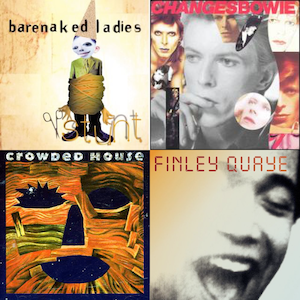 barenaked ladies
stunt
CHANGESBOWIE
CROWDED HOUSE
FINLEY QUAYE